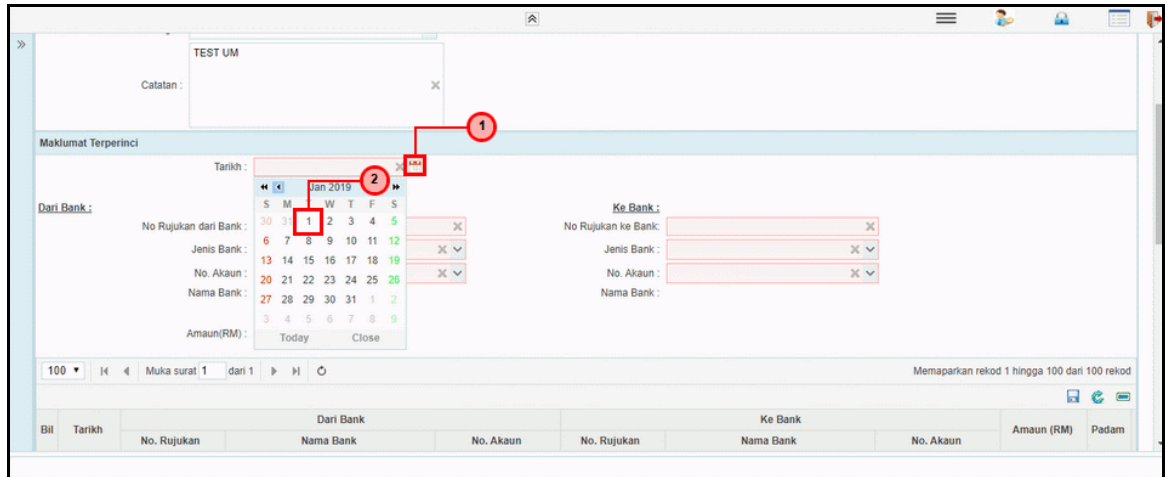 TEST UM
Catatan :
Maklumat Terperinci
1
Tarikh :
2
Jan 2019
S M W T F S
Dari Bank :
Ke Bank :
30 31 1 2 3 4 5
No Rujukan dari Bank :
No Rujukan ke Bank:
6 7 8 9 10 11 12
Jenis Bank :
Jenis Bank :
13 14 15 16 17 18 19
No. Akaun :
No. Akaun :
20 21 22 23 24 25 26
Nama Bank :
Nama Bank :
27 28 29 30 31 1 2
3 4 5 6 7 8 9
Amaun(RM) :
Today Close
100 Muka surat 1 dari 1 Memaparkan rekod 1 hingga 100 dari 100 rekod
Bil Tarikh Dari Bank Ke Bank Amaun (RM) Padam
No. Rujukan Nama Bank No. Akaun No. Rujukan Nama Bank No. Akaun